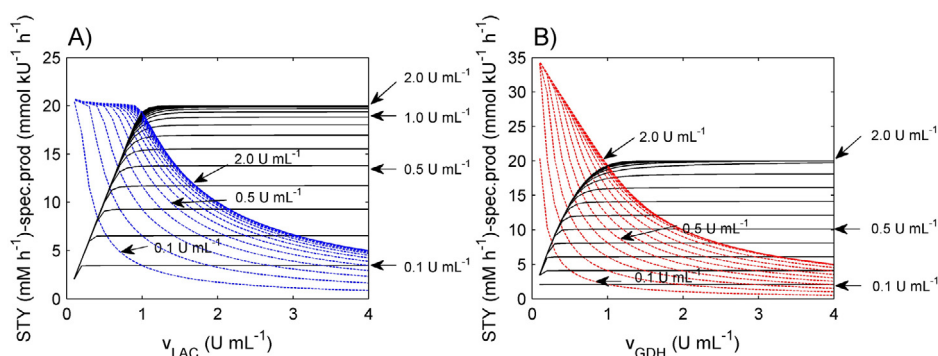 A)
STY (mM h⁻¹)-spec.prod (mmol kU⁻¹ h⁻¹)
25
20
15
10
5
0
0
1
2
3
4
v_LAC (U mL⁻¹)
2.0 U mL⁻¹
1.0 U mL⁻¹
0.5 U mL⁻¹
0.1 U mL⁻¹
2.0 U mL⁻¹
0.5 U mL⁻¹
0.1 U mL⁻¹
B)
STY (mM h⁻¹)-spec.prod (mmol kU⁻¹ h⁻¹)
35
30
25
20
15
10
5
0
0
1
2
3
4
v_GDH (U mL⁻¹)
2.0 U mL⁻¹
0.5 U mL⁻¹
0.1 U mL⁻¹
2.0 U mL⁻¹
0.5 U mL⁻¹
0.1 U mL⁻¹